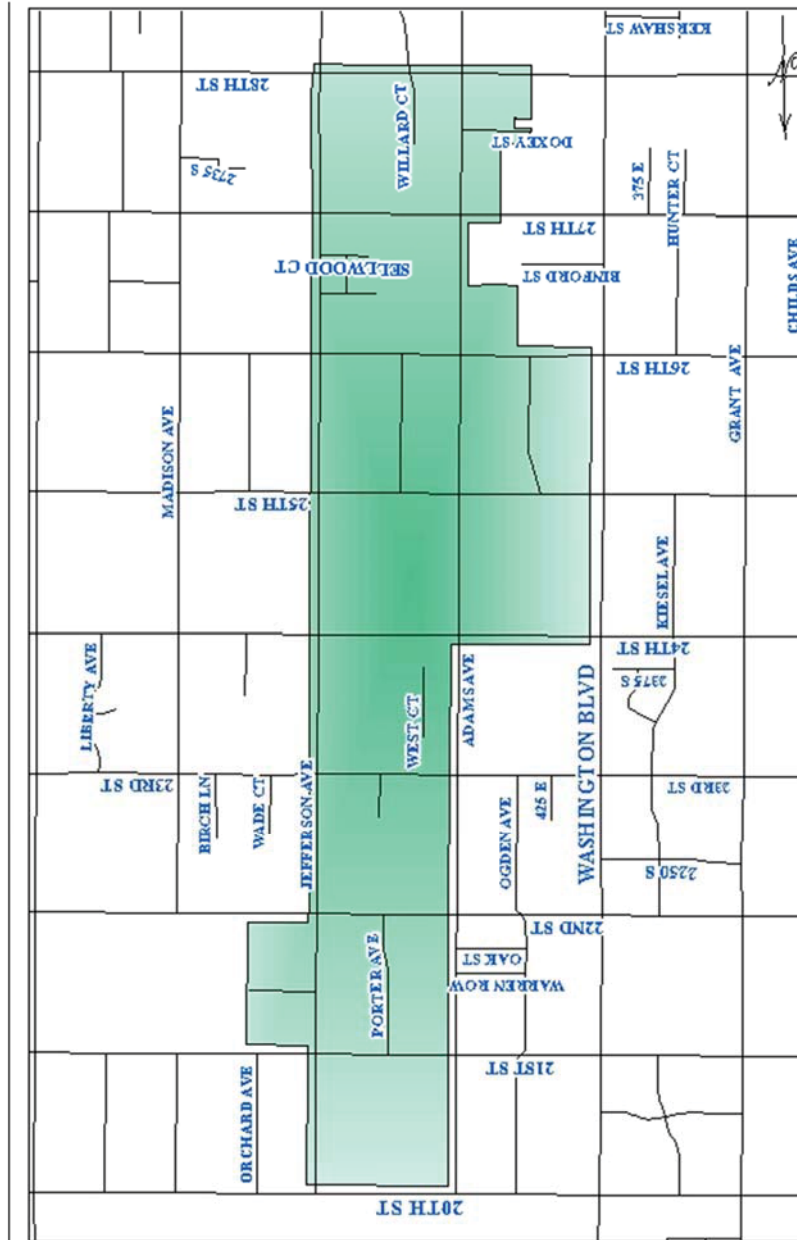 KERSHAW ST
28TH ST
WILLARD CT
DOXEY ST
2735 S
375 E
HUNTER CT
27TH ST
SELLWOOD CT
BINFORD ST
CHILDS AVE
26TH ST
GRANT AVE
MADISON AVE
25TH ST
KIESEL AVE
24TH ST
LIBERTY AVE
2375 S
ADAMS AVE
WASHINGTON BLVD
WEST CT
23RD ST
23RD ST
BIRCH LN
WADE CT
JEFFERSON AVE
OGDEN AVE
425 E
2250 S
22ND ST
PORTER AVE
OAK ST
WARREN ROW
21ST ST
ORCHARD AVE
20TH ST